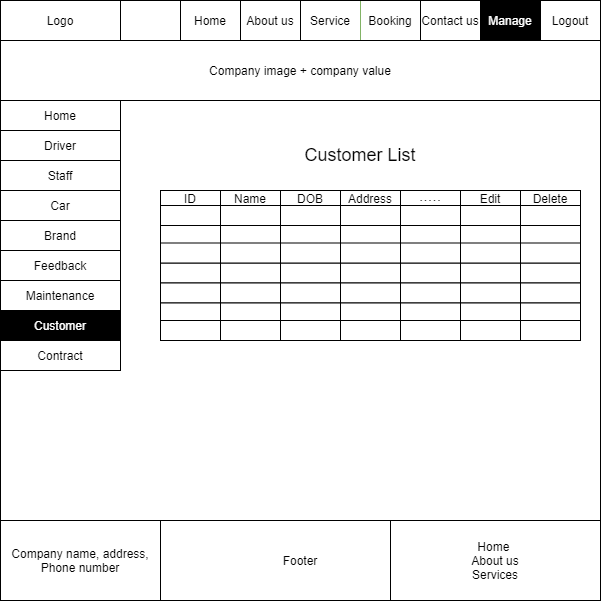 Logo
Home
About us
Service
Booking
Contact us
Manage
Logout
Company image + company value
Home
Driver
Staff
Car
Brand
Feedback
Maintenance
Customer
Contract
Customer List
ID
Name
DOB
Address
.....
Edit
Delete
Company name, address,
Phone number
Footer
Home
About us
Services